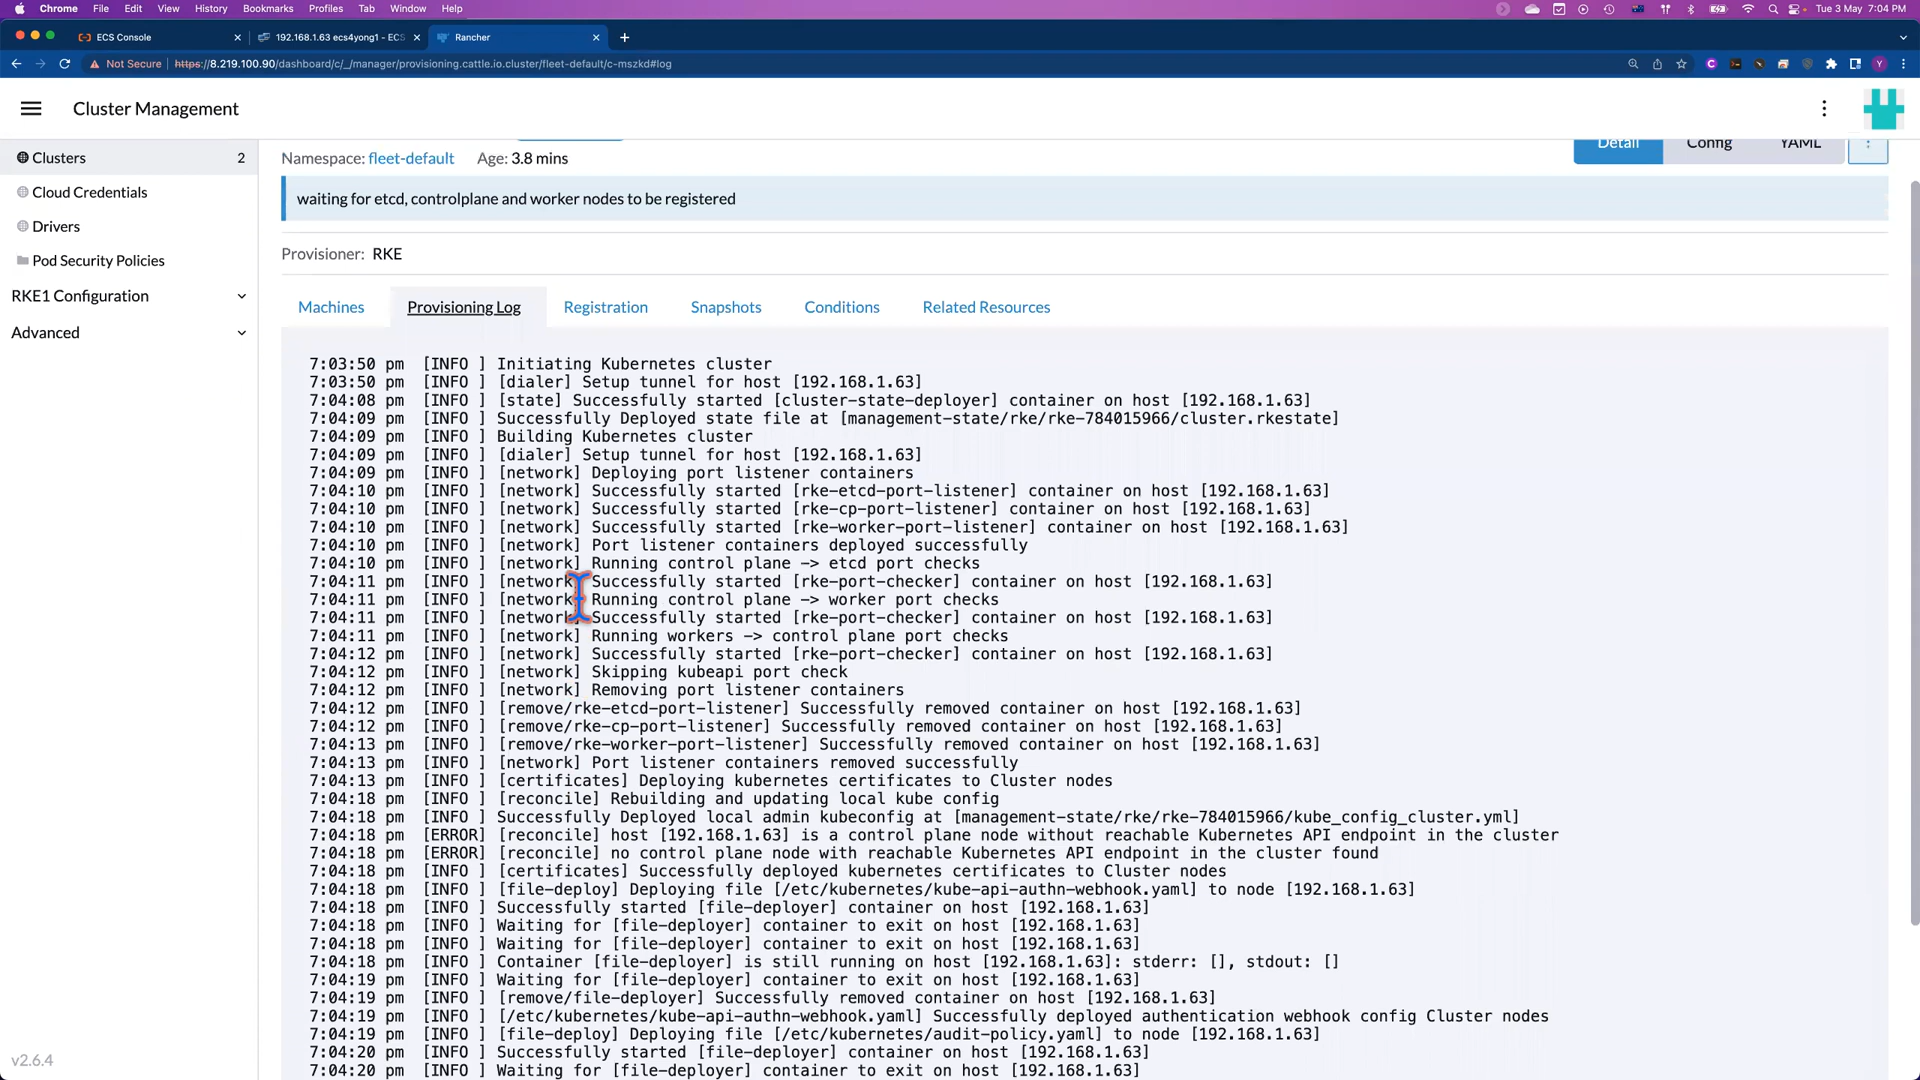 Chrome File Edit View History Bookmarks Profiles Tab Window Help Tue 3 May 7:04 PM
ECS Console 192.168.1.63 ecs4yong1 - ECS Rancher
Not Secure https://8.219.100.90/dashboard/c/_/manager/provisioning.cattle.io.cluster/fleet-default/c-mszkd#log
Cluster Management
Clusters 2
Cloud Credentials
Drivers
Pod Security Policies
RKE1 Configuration
Advanced
v2.6.4
Namespace: fleet-default Age: 3.8 mins
Detail Config YAML
waiting for etcd, controlplane and worker nodes to be registered
Provisioner: RKE
Machines Provisioning Log Registration Snapshots Conditions Related Resources
7:03:50 pm [INFO ] Initiating Kubernetes cluster
7:03:50 pm [INFO ] [dialer] Setup tunnel for host [192.168.1.63]
7:04:08 pm [INFO ] [state] Successfully started [cluster-state-deployer] container on host [192.168.1.63]
7:04:09 pm [INFO ] Successfully Deployed state file at [management-state/rke/rke-784015966/cluster.rkestate]
7:04:09 pm [INFO ] Building Kubernetes cluster
7:04:09 pm [INFO ] [dialer] Setup tunnel for host [192.168.1.63]
7:04:09 pm [INFO ] [network] Deploying port listener containers
7:04:10 pm [INFO ] [network] Successfully started [rke-etcd-port-listener] container on host [192.168.1.63]
7:04:10 pm [INFO ] [network] Successfully started [rke-cp-port-listener] container on host [192.168.1.63]
7:04:10 pm [INFO ] [network] Successfully started [rke-worker-port-listener] container on host [192.168.1.63]
7:04:10 pm [INFO ] [network] Port listener containers deployed successfully
7:04:10 pm [INFO ] [network] Running control plane -> etcd port checks
7:04:11 pm [INFO ] [network] Successfully started [rke-port-checker] container on host [192.168.1.63]
7:04:11 pm [INFO ] [network] Running control plane -> worker port checks
7:04:11 pm [INFO ] [network] Successfully started [rke-port-checker] container on host [192.168.1.63]
7:04:11 pm [INFO ] [network] Running workers -> control plane port checks
7:04:12 pm [INFO ] [network] Successfully started [rke-port-checker] container on host [192.168.1.63]
7:04:12 pm [INFO ] [network] Skipping kubeapi port check
7:04:12 pm [INFO ] [network] Removing port listener containers
7:04:12 pm [INFO ] [remove/rke-etcd-port-listener] Successfully removed container on host [192.168.1.63]
7:04:12 pm [INFO ] [remove/rke-cp-port-listener] Successfully removed container on host [192.168.1.63]
7:04:13 pm [INFO ] [remove/rke-worker-port-listener] Successfully removed container on host [192.168.1.63]
7:04:13 pm [INFO ] [network] Port listener containers removed successfully
7:04:13 pm [INFO ] [certificates] Deploying kubernetes certificates to Cluster nodes
7:04:18 pm [INFO ] [reconcile] Rebuilding and updating local kube config
7:04:18 pm [INFO ] Successfully Deployed local admin kubeconfig at [management-state/rke/rke-784015966/kube_config_cluster.yml]
7:04:18 pm [ERROR] [reconcile] host [192.168.1.63] is a control plane node without reachable Kubernetes API endpoint in the cluster
7:04:18 pm [ERROR] [reconcile] no control plane node with reachable Kubernetes API endpoint in the cluster found
7:04:18 pm [INFO ] [certificates] Successfully deployed kubernetes certificates to Cluster nodes
7:04:18 pm [INFO ] [file-deploy] Deploying file [/etc/kubernetes/kube-api-authn-webhook.yaml] to node [192.168.1.63]
7:04:18 pm [INFO ] Successfully started [file-deployer] container on host [192.168.1.63]
7:04:18 pm [INFO ] Waiting for [file-deployer] container to exit on host [192.168.1.63]
7:04:18 pm [INFO ] Waiting for [file-deployer] container to exit on host [192.168.1.63]
7:04:18 pm [INFO ] Container [file-deployer] is still running on host [192.168.1.63]: stderr: [], stdout: []
7:04:19 pm [INFO ] Waiting for [file-deployer] container to exit on host [192.168.1.63]
7:04:19 pm [INFO ] [remove/file-deployer] Successfully removed container on host [192.168.1.63]
7:04:19 pm [INFO ] [/etc/kubernetes/kube-api-authn-webhook.yaml] Successfully deployed authentication webhook config Cluster nodes
7:04:19 pm [INFO ] [file-deploy] Deploying file [/etc/kubernetes/audit-policy.yaml] to node [192.168.1.63]
7:04:20 pm [INFO ] Successfully started [file-deployer] container on host [192.168.1.63]
7:04:20 pm [INFO ] Waiting for [file-deployer] container to exit on host [192.168.1.63]